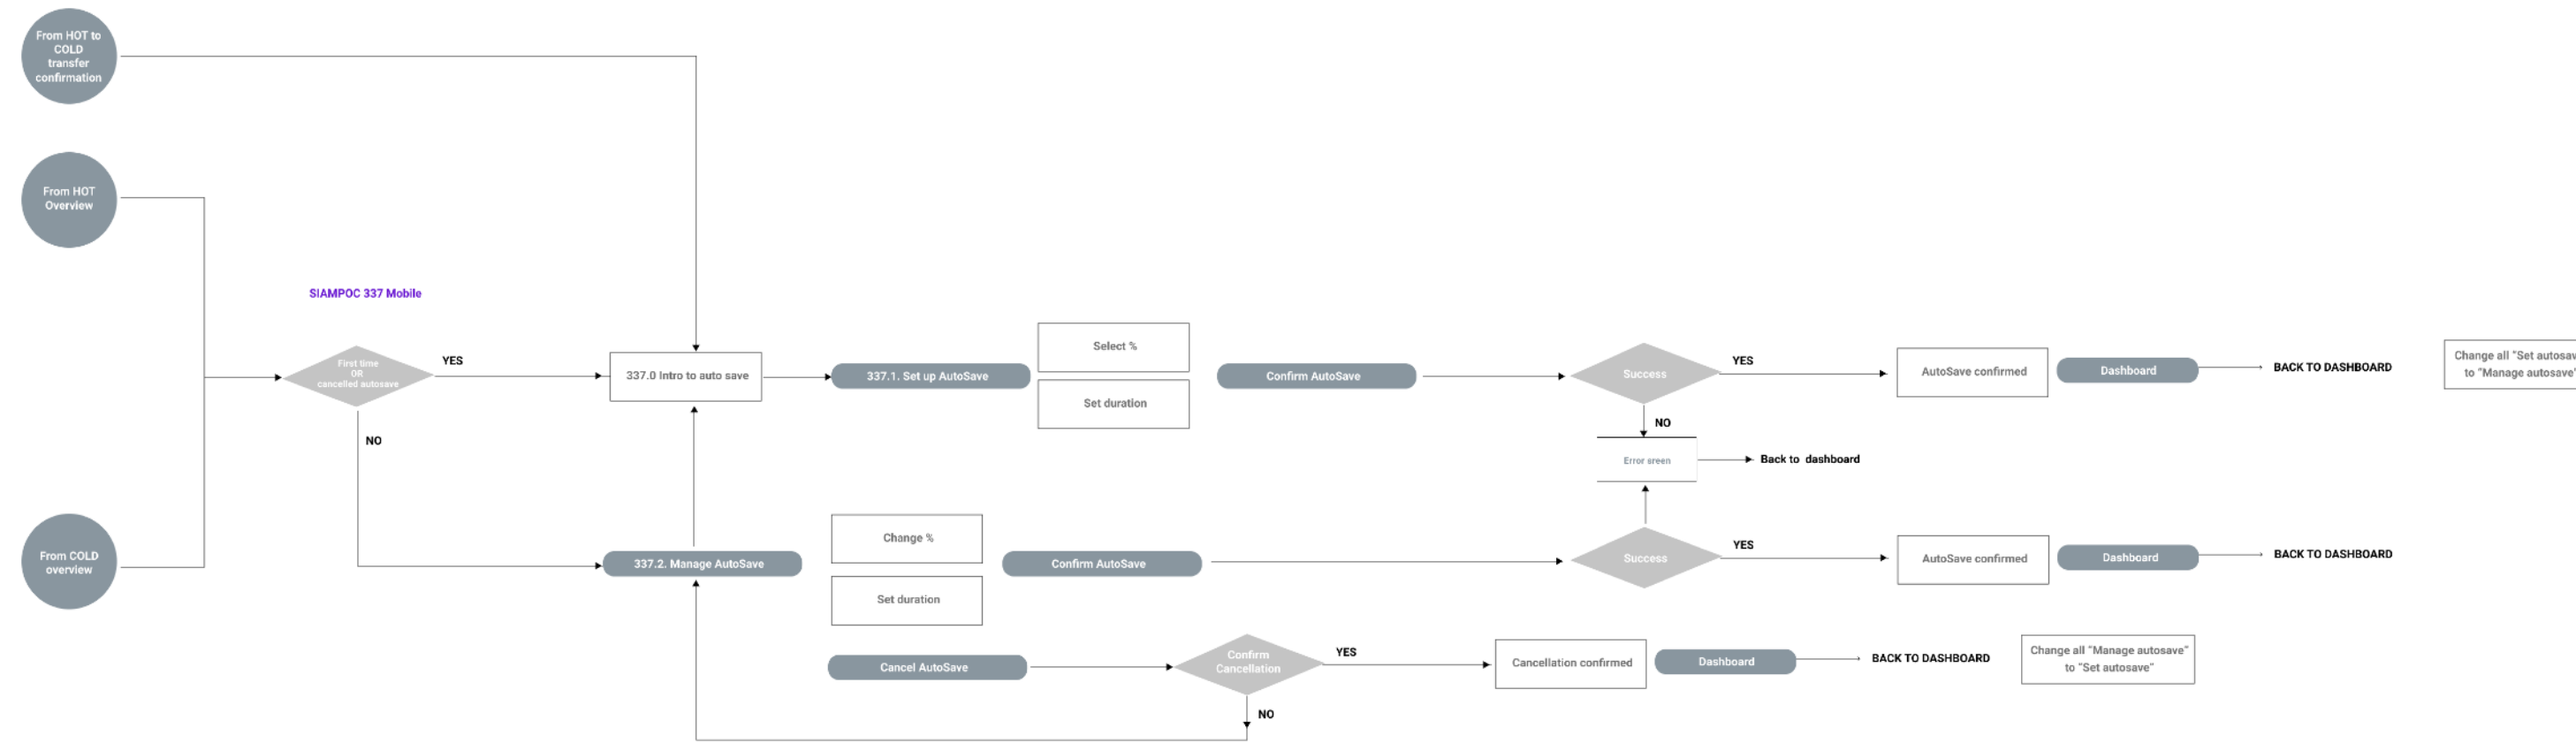 From HOT to
COLD
transfer
confirmation
From HOT
Overview
SIAMPOC 337 Mobile
First time
OR
cancelled autosave
YES
NO
337.0 Intro to auto save
337.1. Set up AutoSave
Select %
Set duration
Confirm AutoSave
Success
YES
NO
AutoSave confirmed
Dashboard
BACK TO DASHBOARD
Change all "Set autosav
to "Manage autosave"
Error sreen
Back to dashboard
From COLD
overview
337.2. Manage AutoSave
Change %
Set duration
Confirm AutoSave
Success
YES
AutoSave confirmed
Dashboard
BACK TO DASHBOARD
Cancel AutoSave
Confirm
Cancellation
YES
NO
Cancellation confirmed
Dashboard
BACK TO DASHBOARD
Change all "Manage autosave"
to "Set autosave"